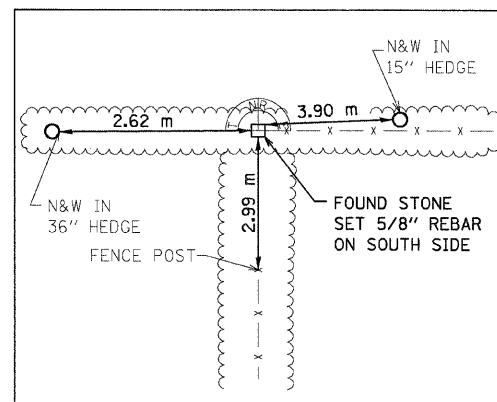 N&W IN
15" HEDGE
NR
2.62 m
3.90 m
2.99 m
N&W IN
36" HEDGE
FENCE POST
FOUND STONE
SET 5/8" REBAR
ON SOUTH SIDE